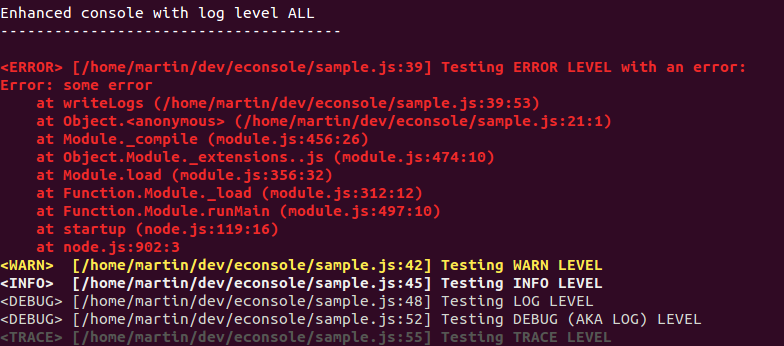 Enhanced console with log level ALL
--------------------------------------
<ERROR> [/home/martin/dev/econsole/sample.js:39] Testing ERROR LEVEL with an error:
Error: some error
    at writeLogs (/home/martin/dev/econsole/sample.js:39:53)
    at Object.<anonymous> (/home/martin/dev/econsole/sample.js:21:1)
    at Module._compile (module.js:456:26)
    at Object.Module._extensions..js (module.js:474:10)
    at Module.load (module.js:356:32)
    at Function.Module._load (module.js:312:12)
    at Function.Module.runMain (module.js:497:10)
    at startup (node.js:119:16)
    at node.js:902:3
<WARN>  [/home/martin/dev/econsole/sample.js:42] Testing WARN LEVEL
<INFO>  [/home/martin/dev/econsole/sample.js:45] Testing INFO LEVEL
<DEBUG> [/home/martin/dev/econsole/sample.js:48] Testing LOG LEVEL
<DEBUG> [/home/martin/dev/econsole/sample.js:52] Testing DEBUG (AKA LOG) LEVEL
<TRACE> [/home/martin/dev/econsole/sample.js:55] Testing TRACE LEVEL